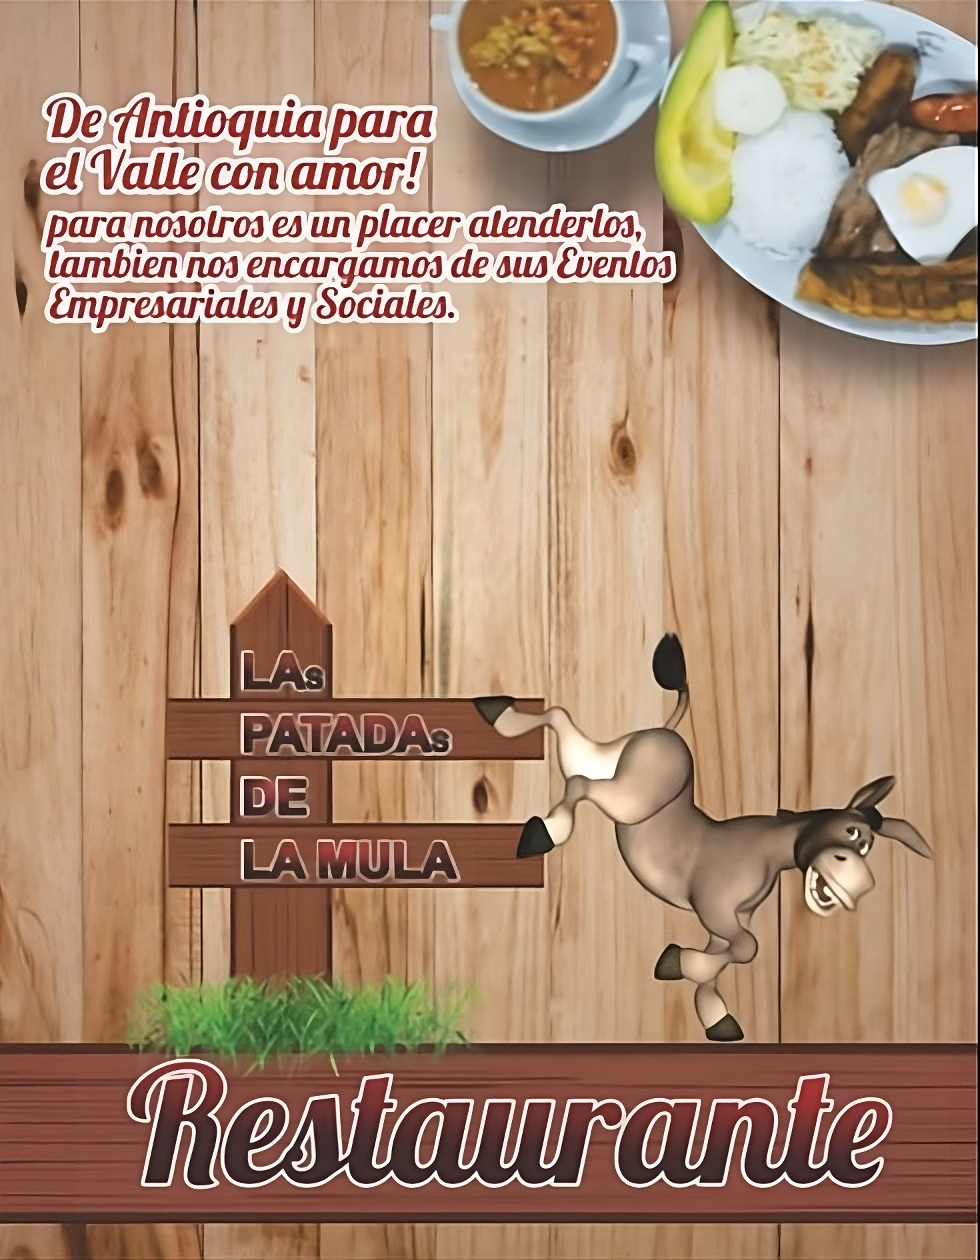 De Antioquia para
el Valle con amor!
para nosotros es un placer atenderlos,
tambien nos encargamos de sus Eventos
Empresariales y Sociales.
LAs
PATADAs
DE
LA MULA
Restaurante